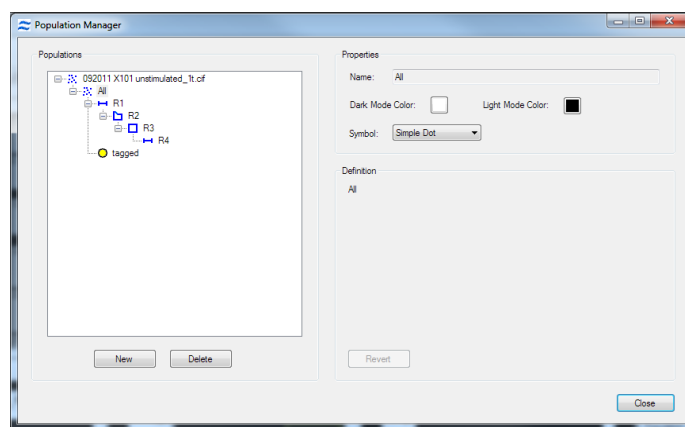 Population Manager
Populations
092011 X101 unstimulated_1t.cif
All
R1
R2
R3
R4
tagged
New
Delete
Properties
Name: All
Dark Mode Color: Light Mode Color:
Symbol: Simple Dot
Definition
All
Revert
Close